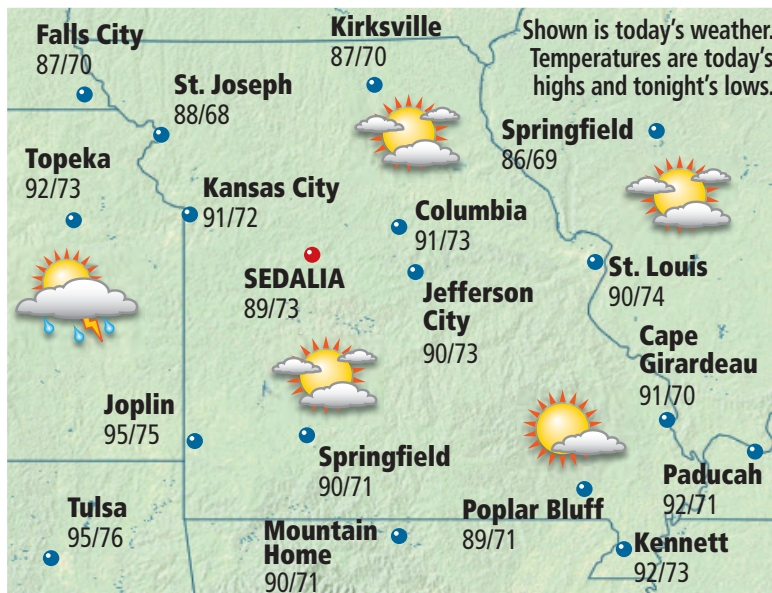 Falls City
87/70
Kirksville
87/70
Shown is today's weather.
Temperatures are today's
highs and tonight's lows.
St. Joseph
88/68
Springfield
86/69
Topeka
92/73
Kansas City
91/72
Columbia
91/73
SEDALIA
89/73
Jefferson
City
90/73
St. Louis
90/74
Cape
Girardeau
91/70
Joplin
95/75
Springfield
90/71
Paducah
92/71
Poplar Bluff
89/71
Tulsa
95/76
Mountain
Home
90/71
Kennett
92/73